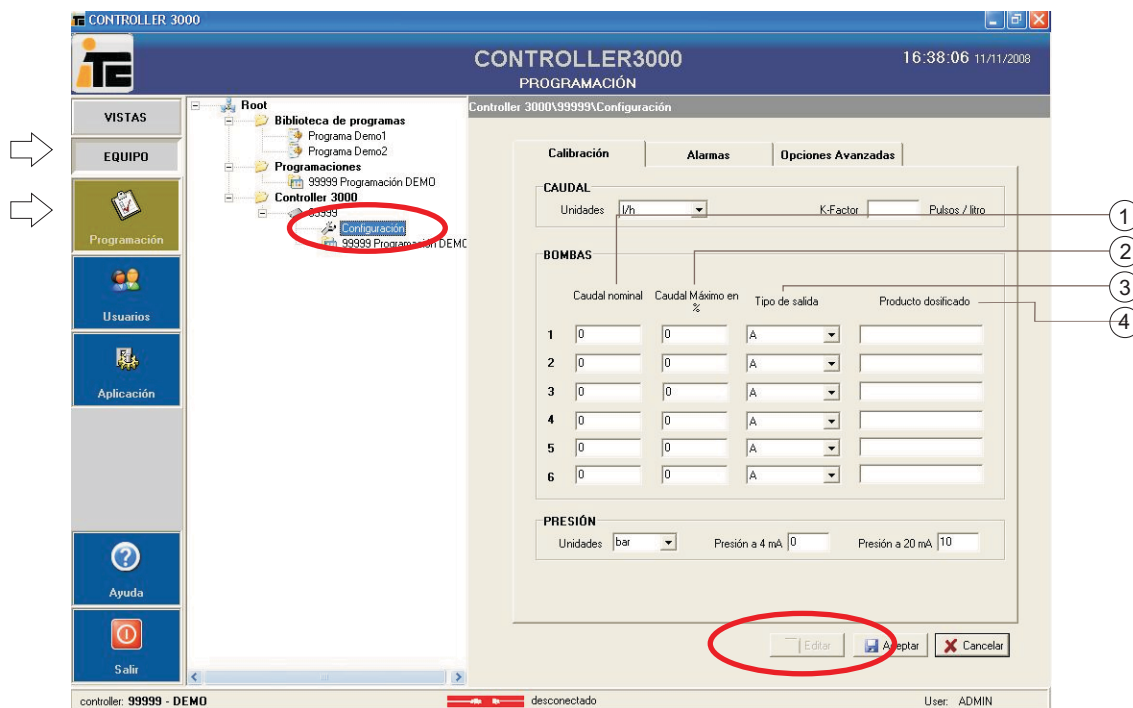 CONTROLLER 3000
iTC
CONTROLLER3000
PROGRAMACIÓN
16:38:06 11/11/2008
VISTAS
EQUIPO
Programación
Usuarios
Aplicación
Ayuda
Salir
Root
Biblioteca de programas
Programa Demo1
Programa Demo2
Programaciones
99999 Programación DEMO
Controller 3000
99999
Configuración
99999 Programación DEMO
Controller 3000\99999\Configuración
Calibración Alarmas Opciones Avanzadas
CAUDAL
Unidades l/h K-Factor Pulsos / litro
BOMBAS
Caudal nominal Caudal Máximo en % Tipo de salida Producto dosificado
1 0 0 A
2 0 0 A
3 0 0 A
4 0 0 A
5 0 0 A
6 0 0 A
PRESIÓN
Unidades bar Presión a 4 mA 0 Presión a 20 mA 10
Editar Aceptar Cancelar
1
2
3
4
controller: 99999 - DEMO desconectado User: ADMIN